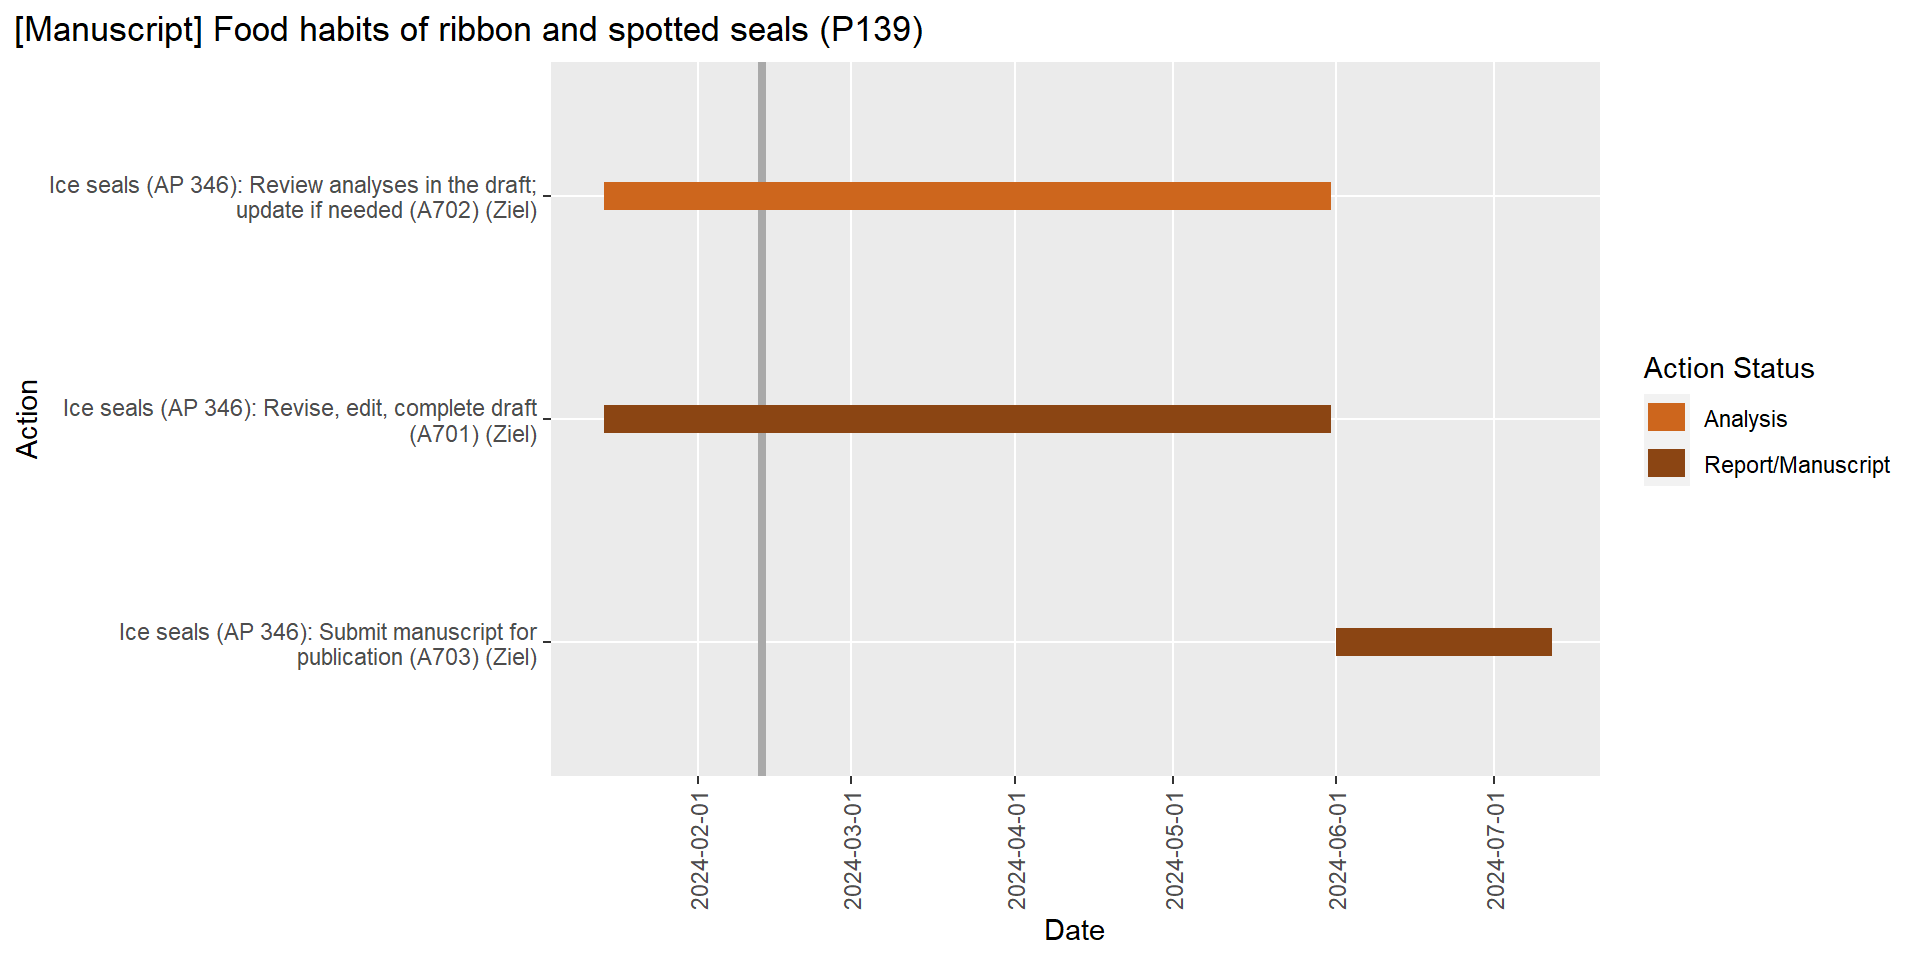 [Manuscript] Food habits of ribbon and spotted seals (P139)
Action
Ice seals (AP 346): Review analyses in the draft;
update if needed (A702) (Ziel)
Ice seals (AP 346): Revise, edit, complete draft
(A701) (Ziel)
Ice seals (AP 346): Submit manuscript for
publication (A703) (Ziel)
2024-02-01
2024-03-01
2024-04-01
2024-05-01
2024-06-01
2024-07-01
Date
Action Status
Analysis
Report/Manuscript